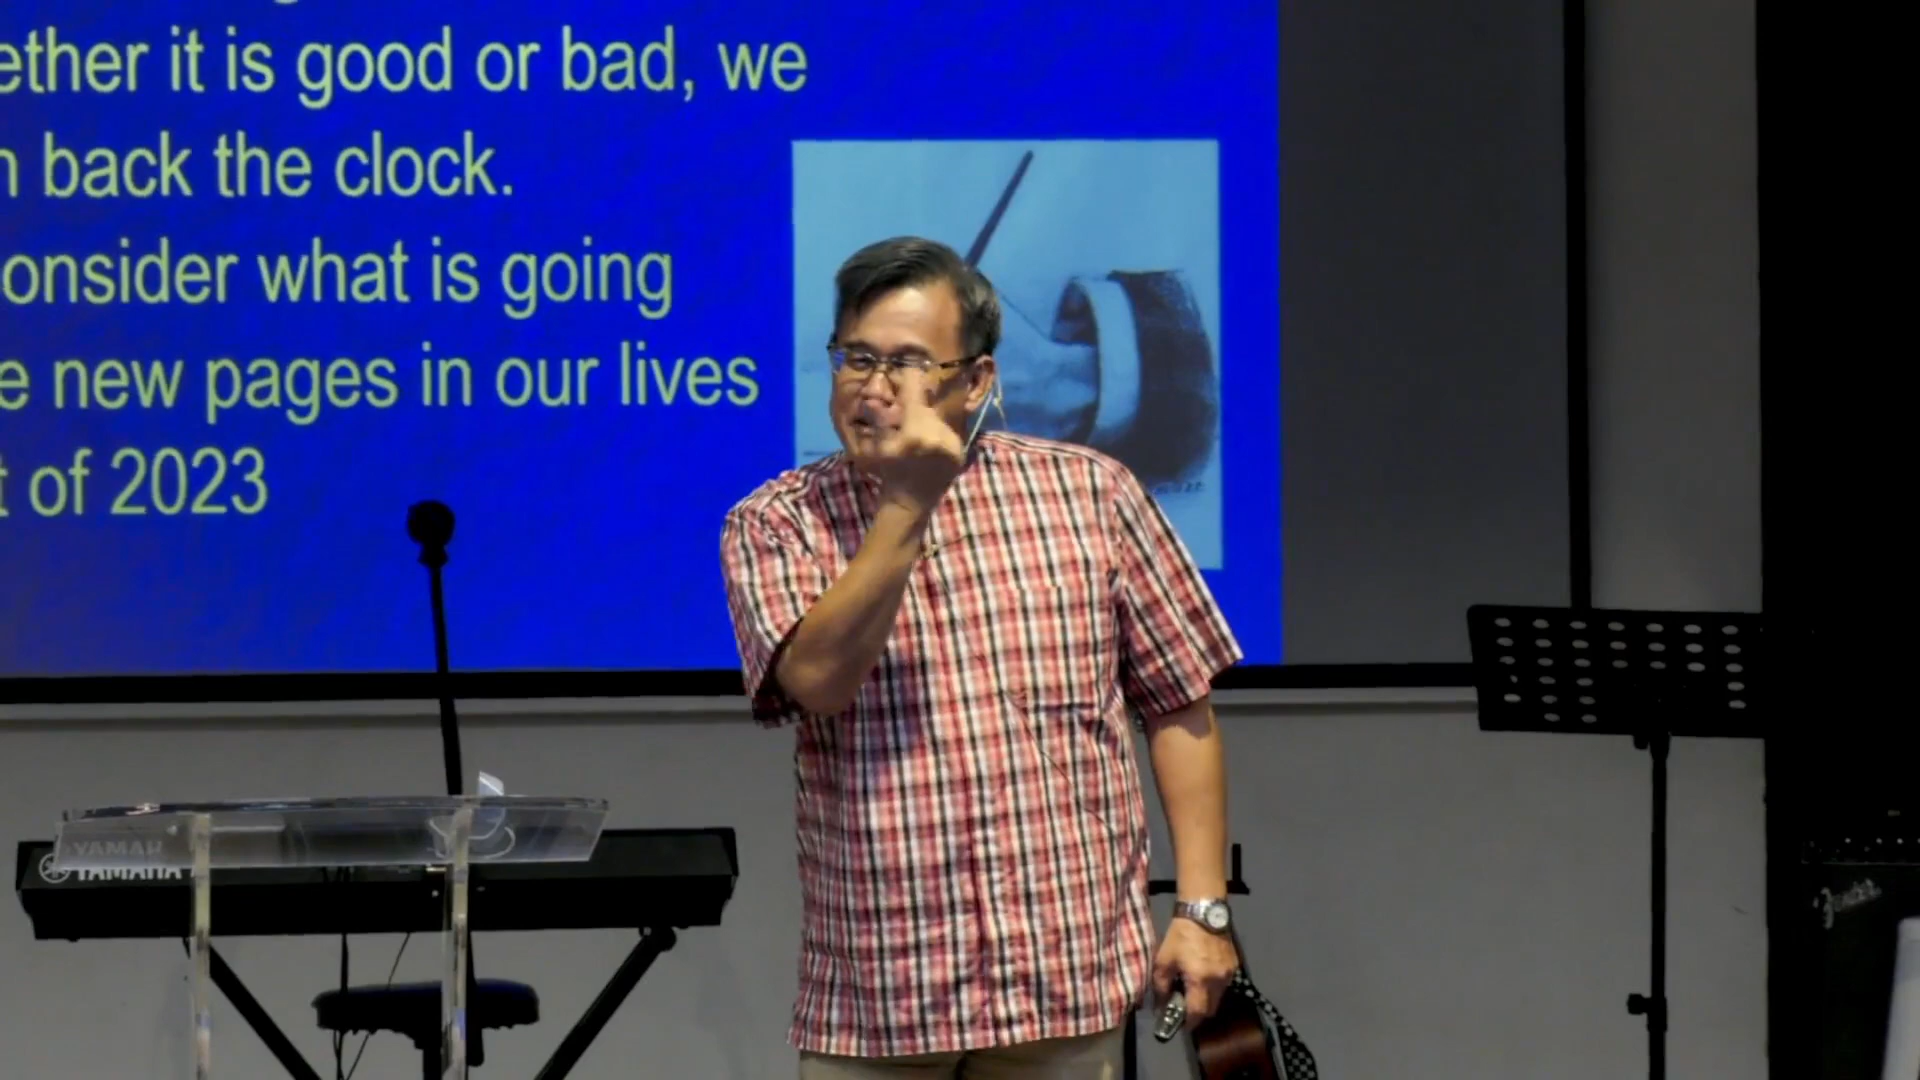 ether it is good or bad, we
n back the clock.
onsider what is going
e new pages in our lives
t of 2023
YAMAHA
Fender